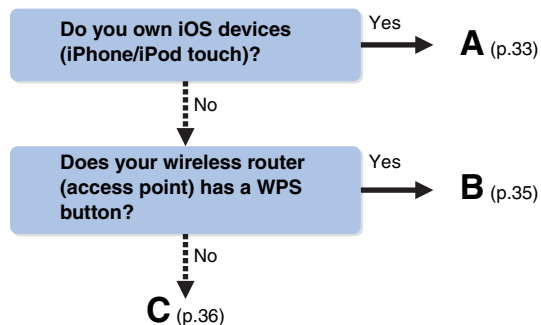 Do you own iOS devices
(iPhone/iPod touch)?
Yes
A (p.33)
No
Does your wireless router
(access point) has a WPS
button?
Yes
B (p.35)
No
C (p.36)